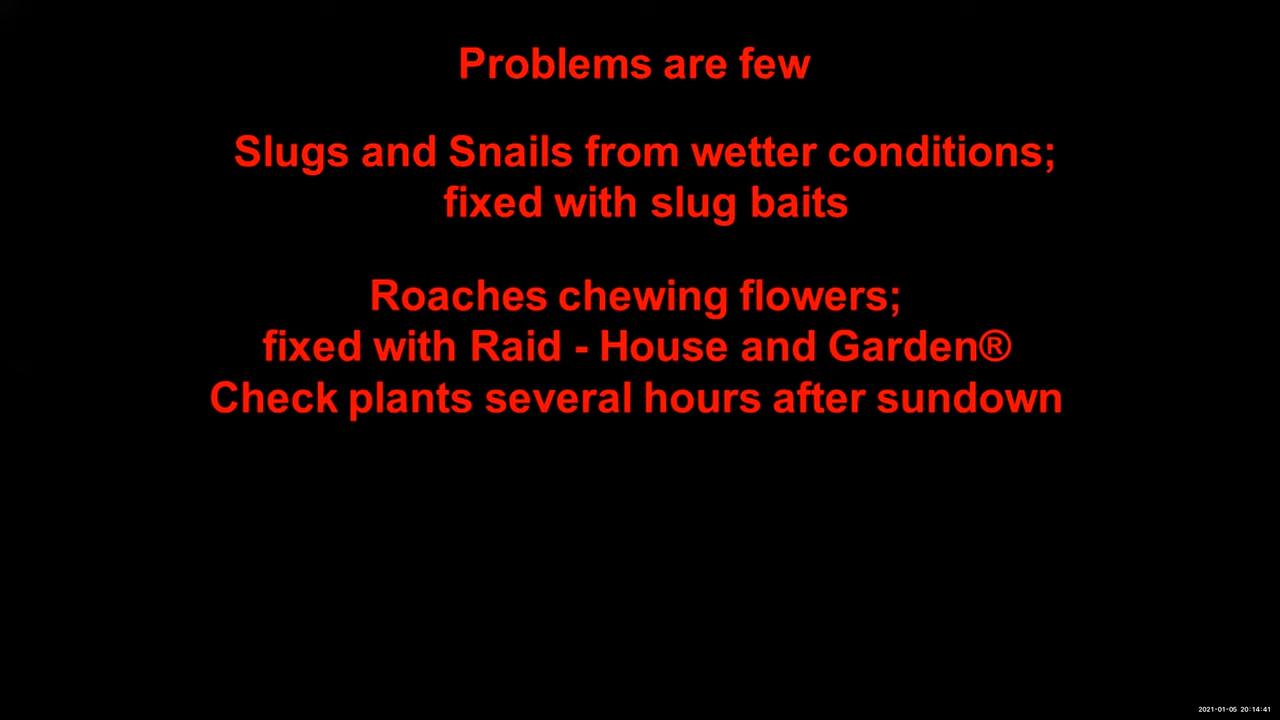 Problems are few
Slugs and Snails from wetter conditions;
fixed with slug baits
Roaches chewing flowers;
fixed with Raid - House and Garden®
Check plants several hours after sundown
2021-01-05 20:14:41